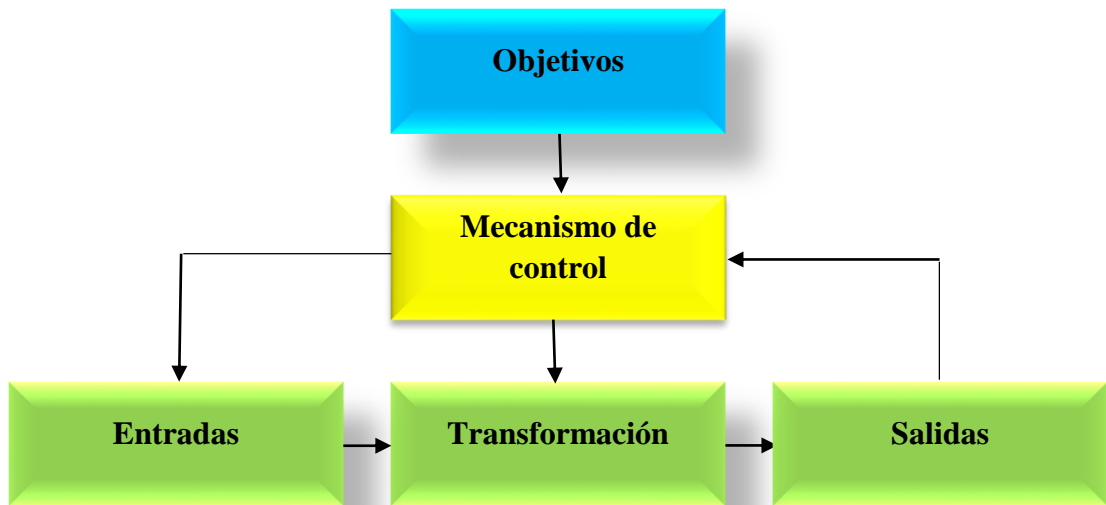 Objetivos
Mecanismo de
control
Entradas
Transformación
Salidas